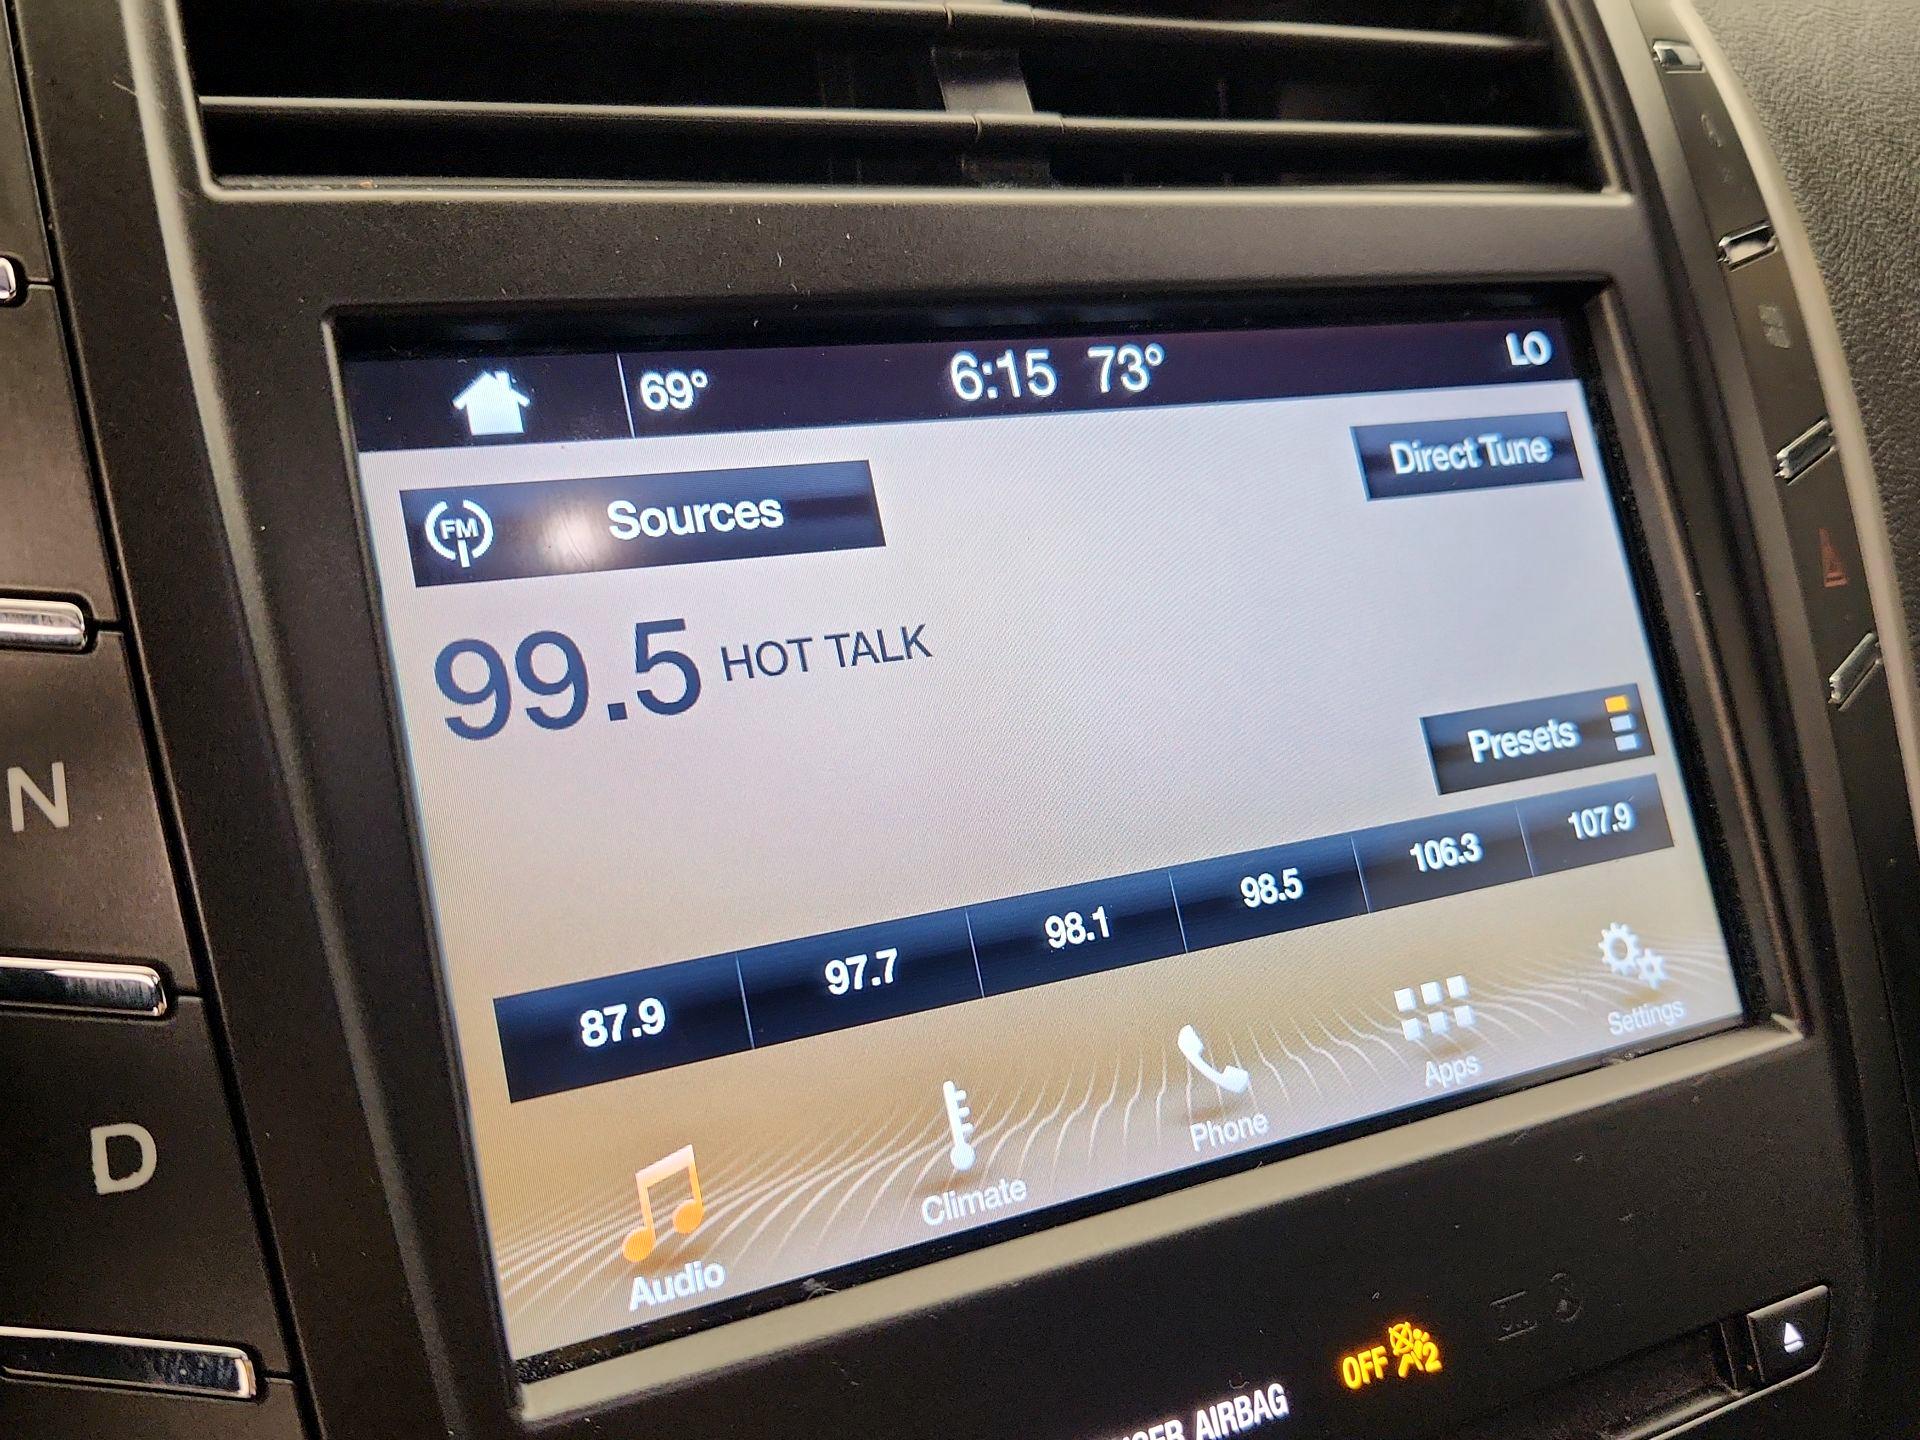 69° 6:15 73° LO
Direct Tune
FM Sources
99.5 HOT TALK
Presets
87.9 97.7 98.1 98.5 106.3 107.9
Audio Climate Phone Apps Settings
N
D
OFF 2
AIRBAG